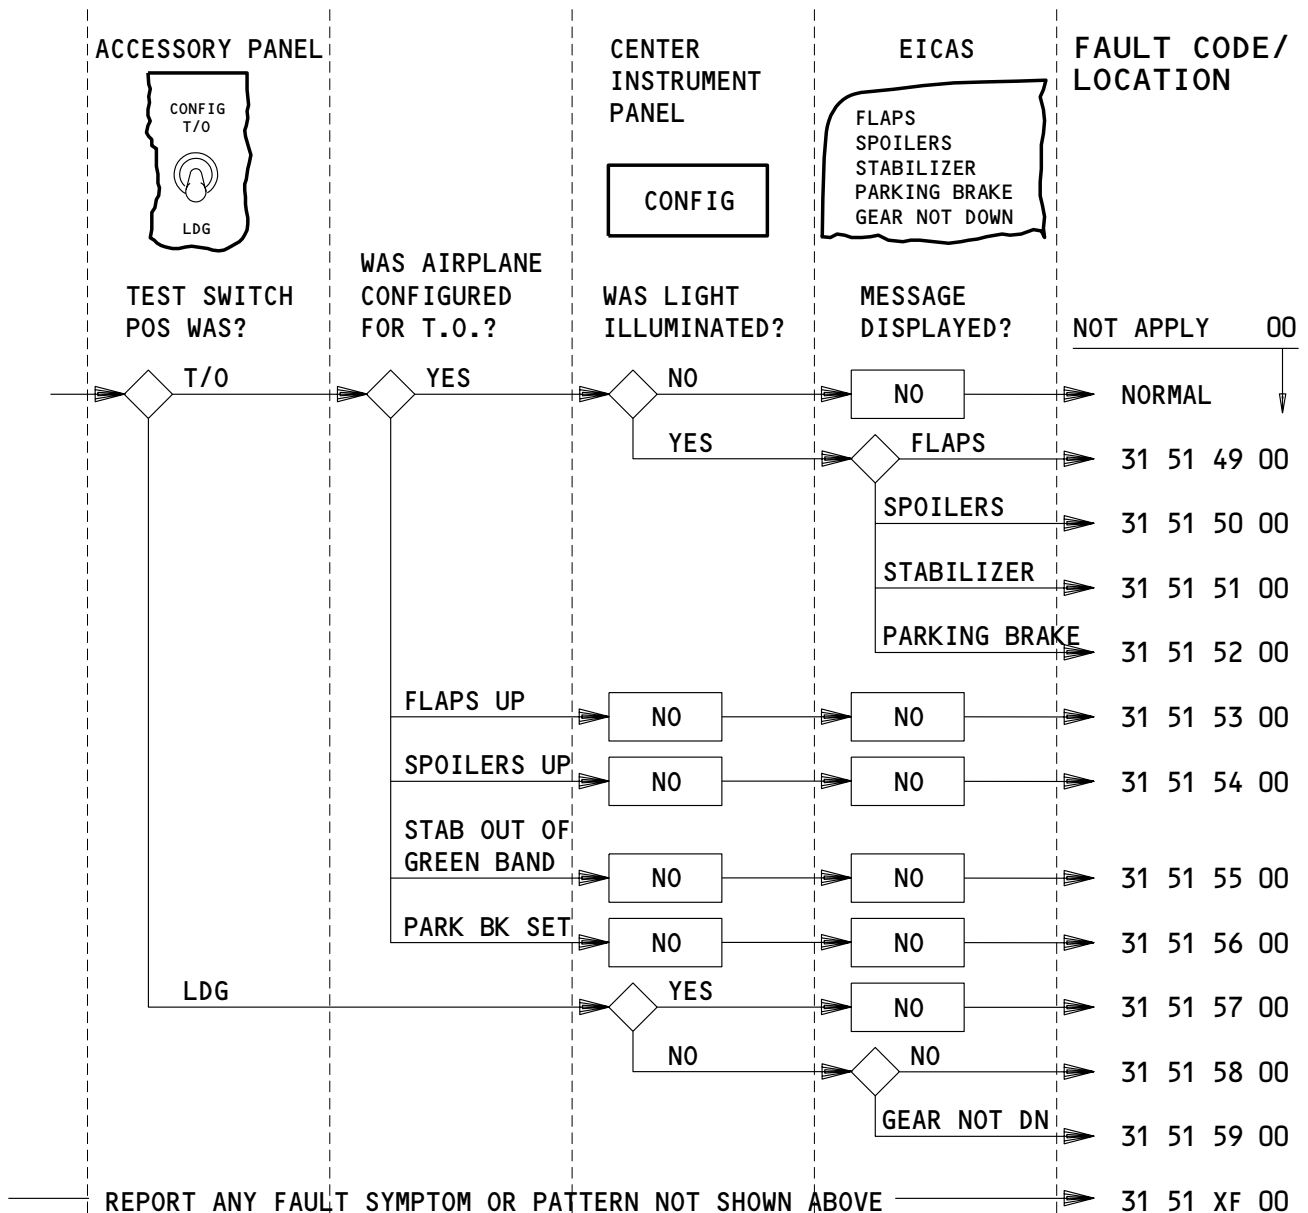 ACCESSORY PANEL
CONFIG
T/O
LDG
TEST SWITCH
POS WAS?
WAS AIRPLANE
CONFIGURED
FOR T.O.?
CENTER
INSTRUMENT
PANEL
CONFIG
WAS LIGHT
ILLUMINATED?
EICAS
FLAPS
SPOILERS
STABILIZER
PARKING BRAKE
GEAR NOT DOWN
MESSAGE
DISPLAYED?
FAULT CODE/
LOCATION
NOT APPLY 00
T/O YES NO NO NORMAL
YES FLAPS 31 51 49 00
SPOILERS 31 51 50 00
STABILIZER 31 51 51 00
PARKING BRAKE 31 51 52 00
FLAPS UP NO NO 31 51 53 00
SPOILERS UP NO NO 31 51 54 00
STAB OUT OF
GREEN BAND NO NO 31 51 55 00
PARK BK SET NO NO 31 51 56 00
LDG YES NO 31 51 57 00
NO NO 31 51 58 00
GEAR NOT DN 31 51 59 00
REPORT ANY FAULT SYMPTOM OR PATTERN NOT SHOWN ABOVE 31 51 XF 00